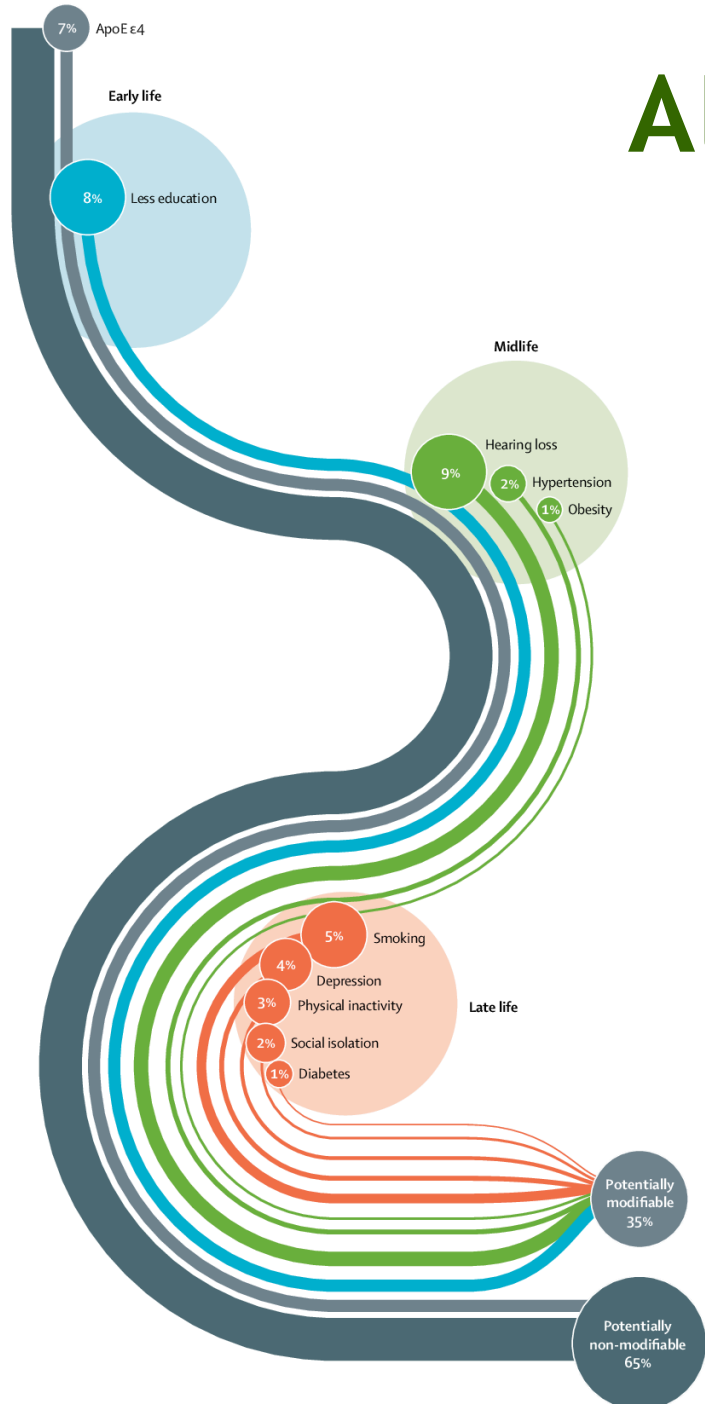 7% ApoE ε4
AU
Early life
8% Less education
Midlife
Hearing loss
9%
2% Hypertension
1% Obesity
5% Smoking
4%
Depression
3% Physical inactivity
Late life
2% Social isolation
1% Diabetes
Potentially
modifiable
35%
Potentially
non-modifiable
65%